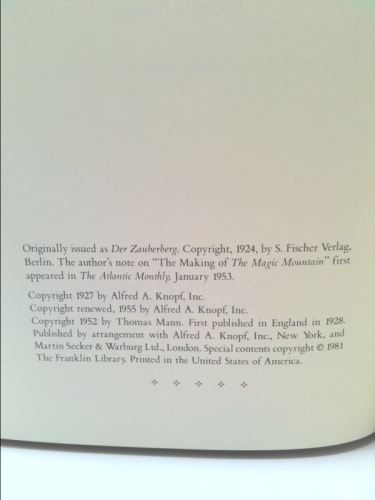 Originally issued as Der Zauberberg. Copyright, 1924, by S. Fischer Verlag,
Berlin. The author's note on "The Making of The Magic Mountain" first
appeared in The Atlantic Monthly, January 1953.
Copyright 1927 by Alfred A. Knopf, Inc.
Copyright renewed, 1955 by Alfred A. Knopf, Inc.
Copyright 1952 by Thomas Mann. First published in England in 1928.
Published by arrangement with Alfred A. Knopf, Inc., New York, and
Martin Secker & Warburg Ltd., London. Special contents copyright © 1981
The Franklin Library. Printed in the United States of America.